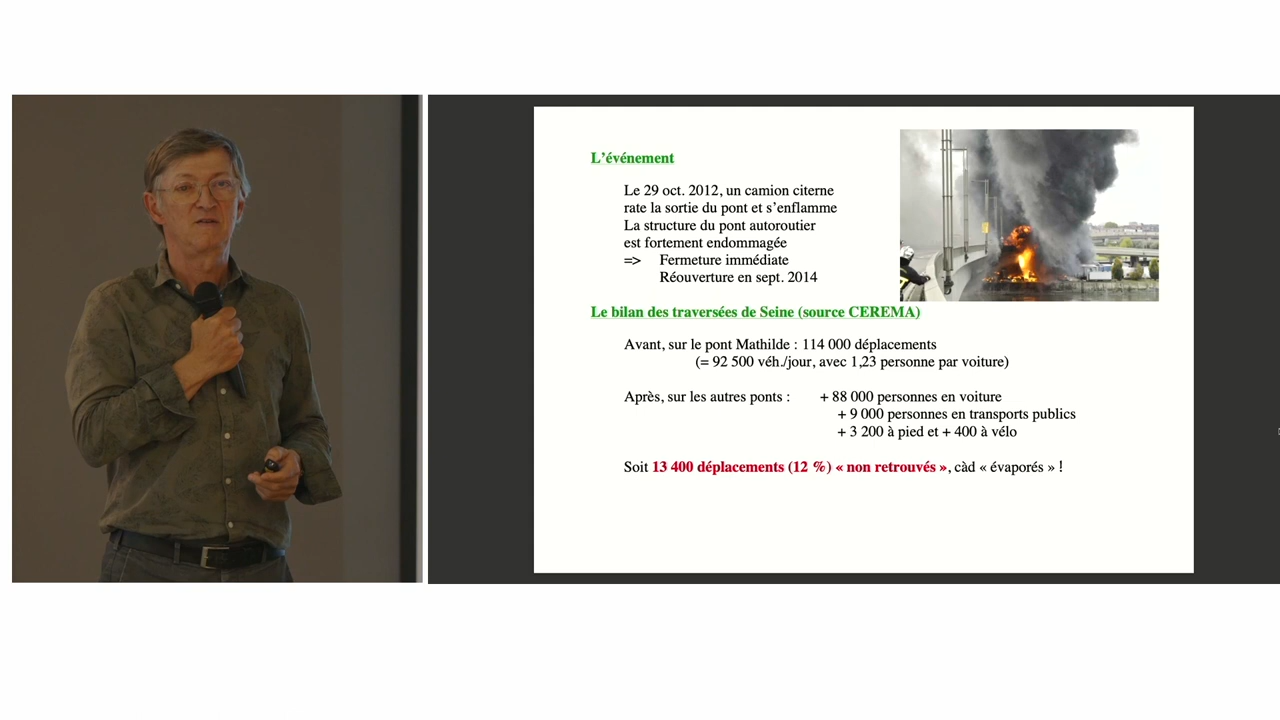 L'événement
Le 29 oct. 2012, un camion citerne
rate la sortie du pont et s'enflamme
La structure du pont autoroutier
est fortement endommagée
=> Fermeture immédiate
Réouverture en sept. 2014
Le bilan des traversées de Seine (source CEREMA)
Avant, sur le pont Mathilde : 114 000 déplacements
(= 92 500 véh./jour, avec 1,23 personne par voiture)
Après, sur les autres ponts : + 88 000 personnes en voiture
+ 9 000 personnes en transports publics
+ 3 200 à pied et + 400 à vélo
Soit 13 400 déplacements (12 %) « non retrouvés », càd « évaporés » !